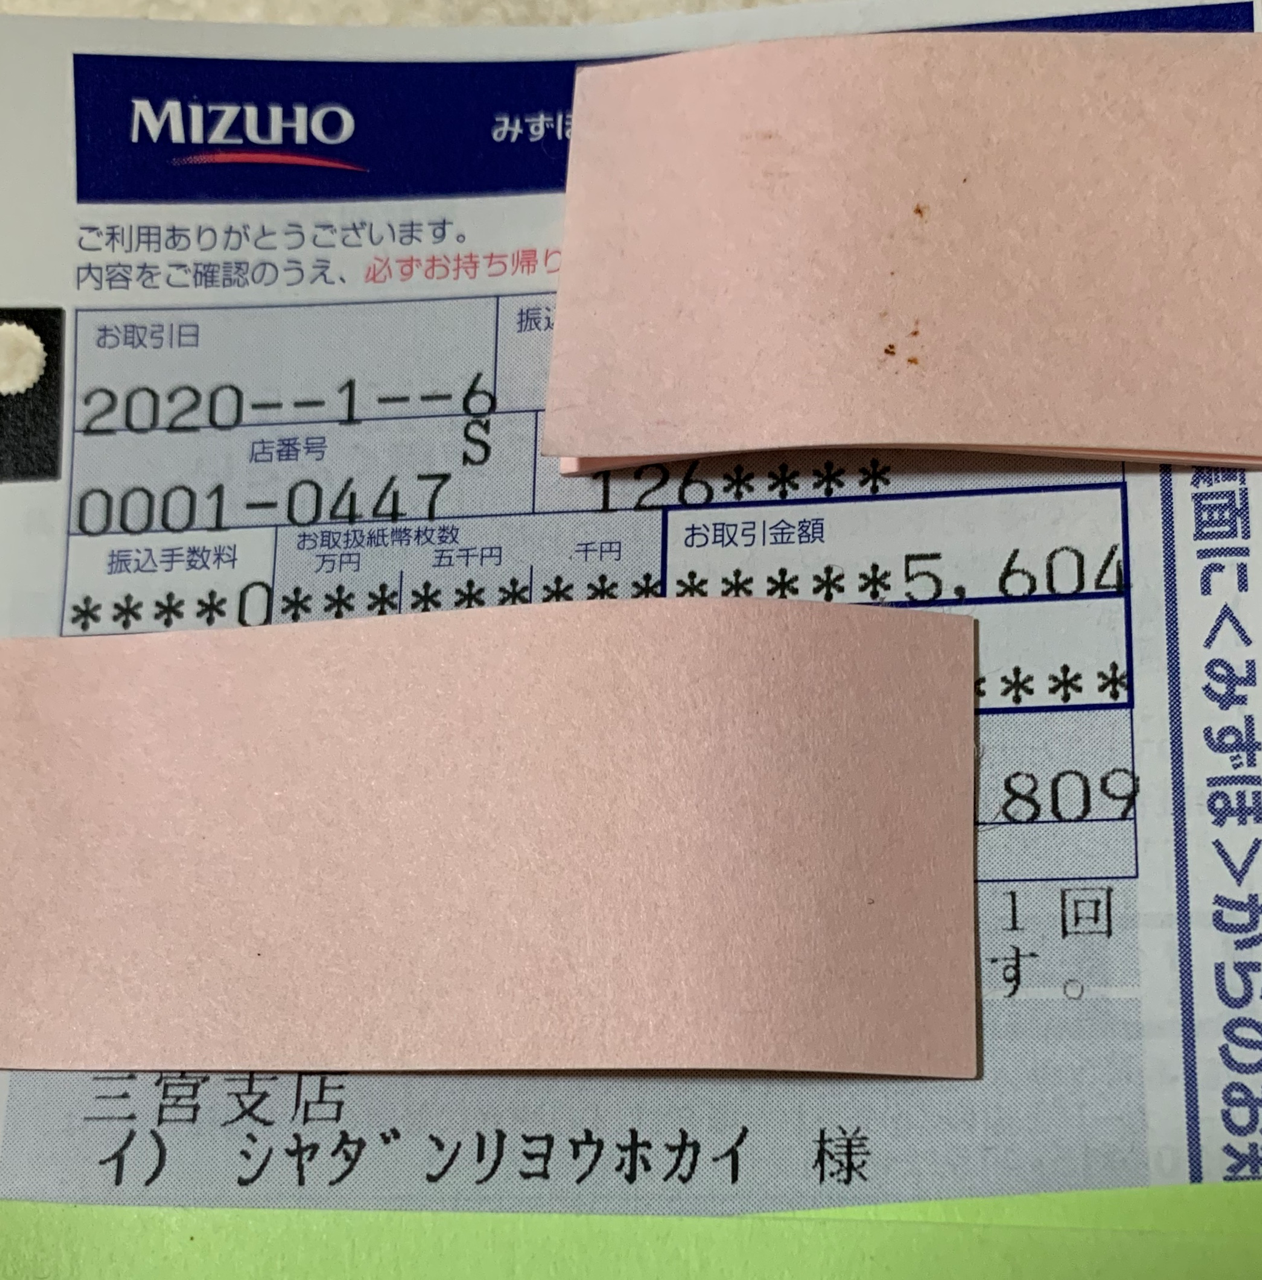 MIZUHO みずほ
ご利用ありがとうございます。
内容をご確認のうえ、必ずお持ち帰り
お取引日 振込
2020--1--6
店番号 S
0001-0447 126****
振込手数料 お取扱紙幣枚数 お取引金額
万円 五千円 千円
****0*** *** *** *****5,604
****
809
1回
す。
三宮支店
イ) シヤダンリヨウホカイ 様
裏面に<みずほ>からのお